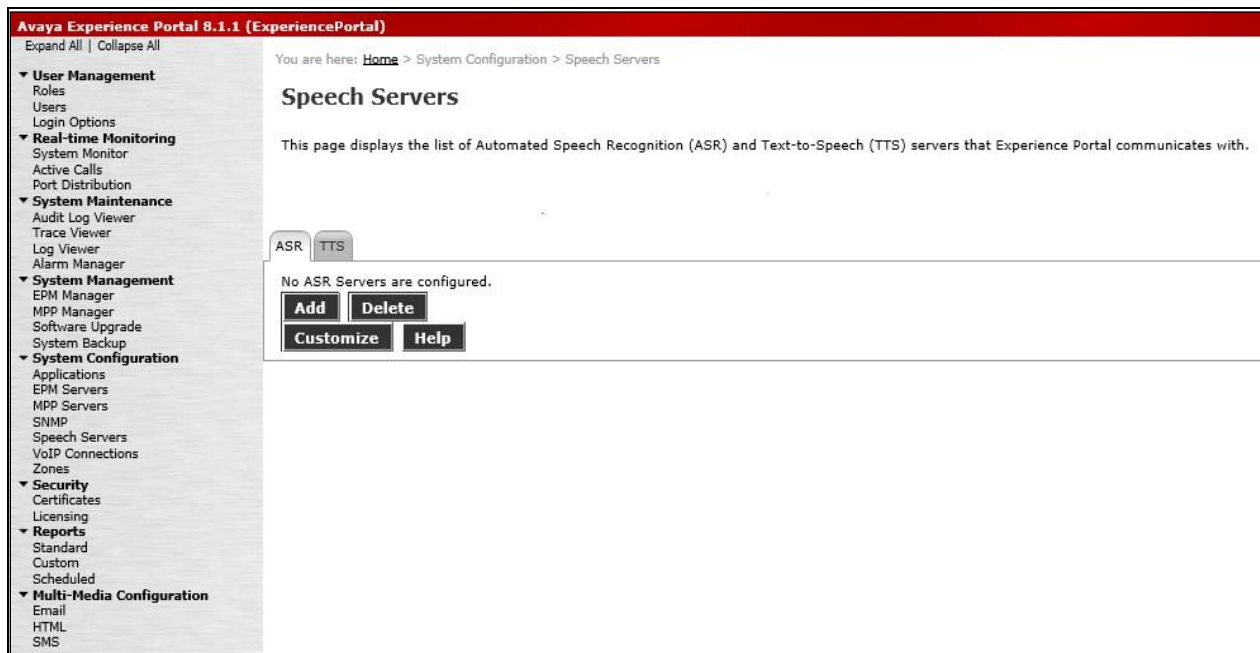 Avaya Experience Portal 8.1.1 (ExperiencePortal)
Expand All | Collapse All
User Management
Roles
Users
Login Options
Real-time Monitoring
System Monitor
Active Calls
Port Distribution
System Maintenance
Audit Log Viewer
Trace Viewer
Log Viewer
Alarm Manager
System Management
EPM Manager
MPP Manager
Software Upgrade
System Backup
System Configuration
Applications
EPM Servers
MPP Servers
SNMP
Speech Servers
VoIP Connections
Zones
Security
Certificates
Licensing
Reports
Standard
Custom
Scheduled
Multi-Media Configuration
Email
HTML
SMS
You are here: Home > System Configuration > Speech Servers
Speech Servers
This page displays the list of Automated Speech Recognition (ASR) and Text-to-Speech (TTS) servers that Experience Portal communicates with.
ASR TTS
No ASR Servers are configured.
Add Delete
Customize Help